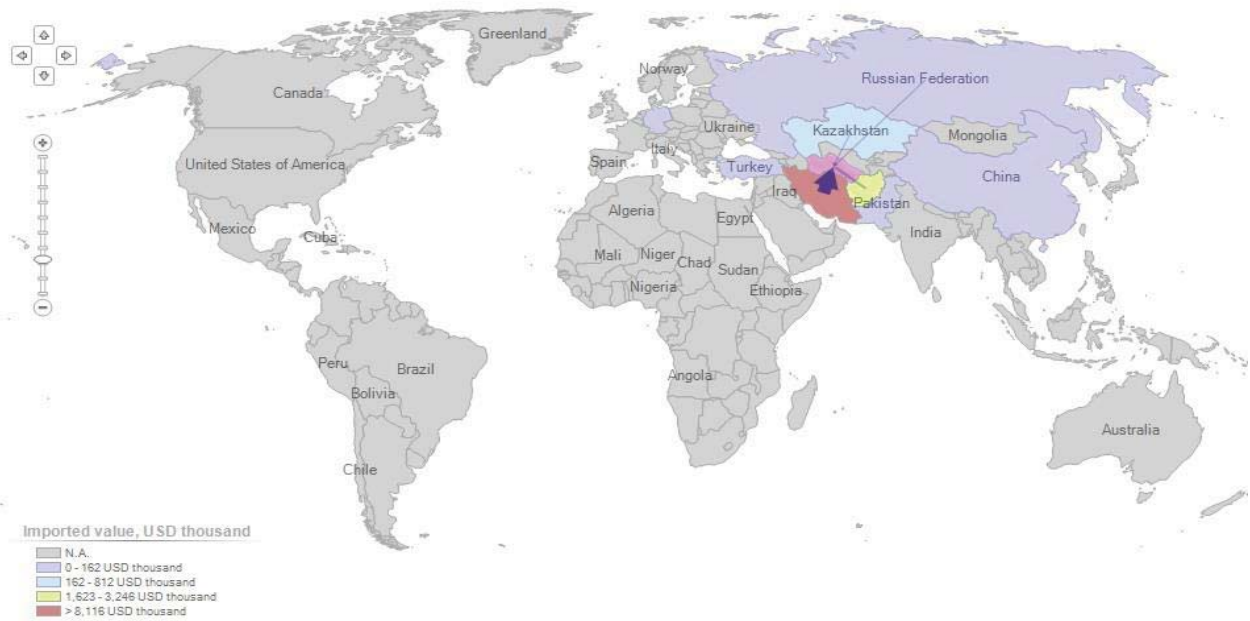 Greenland
Norway
Canada
Russian Federation
Ukraine
Kazakhstan
Mongolia
United States of America
Italy
Spain
Turkey
China
Iraq
Pakistan
Mexico
Algeria
Egypt
India
Cuba
Mali
Niger
Chad
Sudan
Nigeria
Ethiopia
Peru
Brazil
Angola
Bolivia
Australia
Chile
Imported value, USD thousand
N.A.
0 - 162 USD thousand
162 - 812 USD thousand
1,623 - 3,246 USD thousand
> 8,116 USD thousand